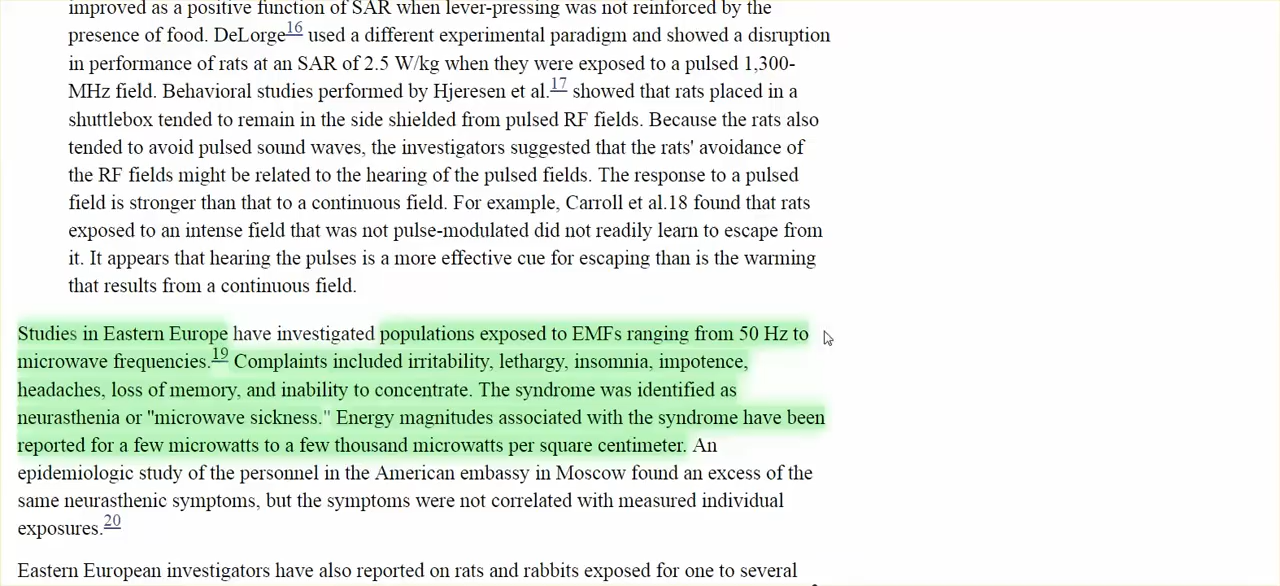 improved as a positive function of SAR when lever-pressing was not reinforced by the
presence of food. DeLorge16 used a different experimental paradigm and showed a disruption
in performance of rats at an SAR of 2.5 W/kg when they were exposed to a pulsed 1,300-
MHz field. Behavioral studies performed by Hjeresen et al.17 showed that rats placed in a
shuttlebox tended to remain in the side shielded from pulsed RF fields. Because the rats also
tended to avoid pulsed sound waves, the investigators suggested that the rats' avoidance of
the RF fields might be related to the hearing of the pulsed fields. The response to a pulsed
field is stronger than that to a continuous field. For example, Carroll et al.18 found that rats
exposed to an intense field that was not pulse-modulated did not readily learn to escape from
it. It appears that hearing the pulses is a more effective cue for escaping than is the warming
that results from a continuous field.
Studies in Eastern Europe have investigated populations exposed to EMFs ranging from 50 Hz to
microwave frequencies.19 Complaints included irritability, lethargy, insomnia, impotence,
headaches, loss of memory, and inability to concentrate. The syndrome was identified as
neurasthenia or "microwave sickness." Energy magnitudes associated with the syndrome have been
reported for a few microwatts to a few thousand microwatts per square centimeter. An
epidemiologic study of the personnel in the American embassy in Moscow found an excess of the
same neurasthenic symptoms, but the symptoms were not correlated with measured individual
exposures.20
Eastern European investigators have also reported on rats and rabbits exposed for one to several